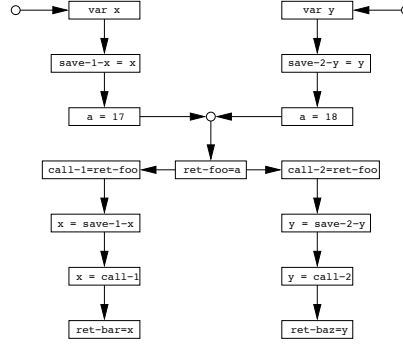 var x
var y
save-1-x = x
save-2-y = y
a = 17
a = 18
call-1=ret-foo
ret-foo=a
call-2=ret-foo
x = save-1-x
y = save-2-y
x = call-1
y = call-2
ret-bar=x
ret-baz=y